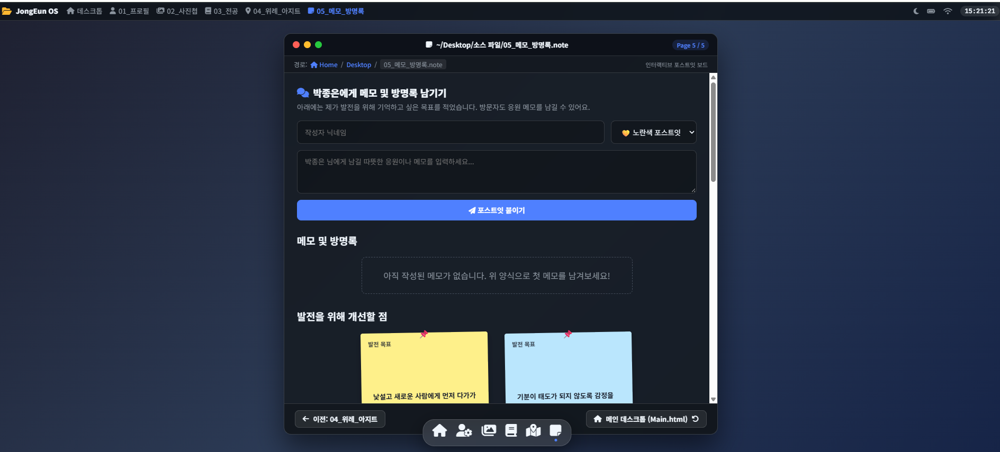 JongEun OS 데스크톱 01_프로필 02_사진첩 03_전공 04_위례_아지트 05_메모_방명록 15:21:21
~/Desktop/소스 파일/05_메모_방명록.note Page 5 / 5
경로: Home / Desktop / 05_메모_방명록.note 인터랙티브 포스트잇 보드
박종은에게 메모 및 방명록 남기기
아래에는 제가 발전을 위해 기억하고 싶은 목표를 적었습니다. 방문자도 응원 메모를 남길 수 있어요.
작성자 닉네임 노란색 포스트잇
박종은 님에게 남길 따뜻한 응원이나 메모를 입력하세요...
포스트잇 붙이기
메모 및 방명록
아직 작성된 메모가 없습니다. 위 양식으로 첫 메모를 남겨보세요!
발전을 위해 개선할 점
발전 목표 발전 목표
낯설고 새로운 사람에게 먼저 다가가 기분이 태도가 되지 않도록 감정을
이전: 04_위례_아지트 메인 데스크톱 (Main.html)